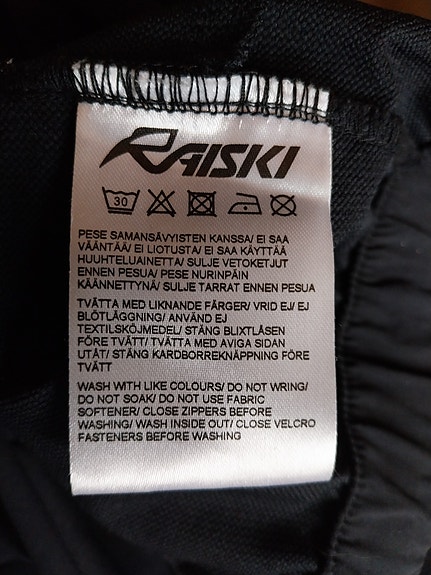 RAISKI
30
PESE SAMANSÄVYISTEN KANSSA/ EI SAA
VÄÄNTÄÄ/ EI LIOTUSTA/ EI SAA KÄYTTÄÄ
HUUHTELUAINETTA/ SULJE VETOKETJUT
ENNEN PESUA/ PESE NURINPÄIN
KÄÄNNETTYNÄ/ SULJE TARRAT ENNEN PESUA
TVÄTTA MED LIKNANDE FÄRGER/ VRID EJ/ EJ
BLÖTLÄGGNING/ ANVÄND EJ
TEXTILSKÖJMEDEL/ STÄNG BLIXTLÅSEN
FÖRE TVÄTT/ TVÄTTA MED AVIGA SIDAN
UTÅT/ STÄNG KARDBORREKNÄPPNING FÖRE
TVÄTT
WASH WITH LIKE COLOURS/ DO NOT WRING/
DO NOT SOAK/ DO NOT USE FABRIC
SOFTENER/ CLOSE ZIPPERS BEFORE
WASHING/ WASH INSIDE OUT/ CLOSE VELCRO
FASTENERS BEFORE WASHING